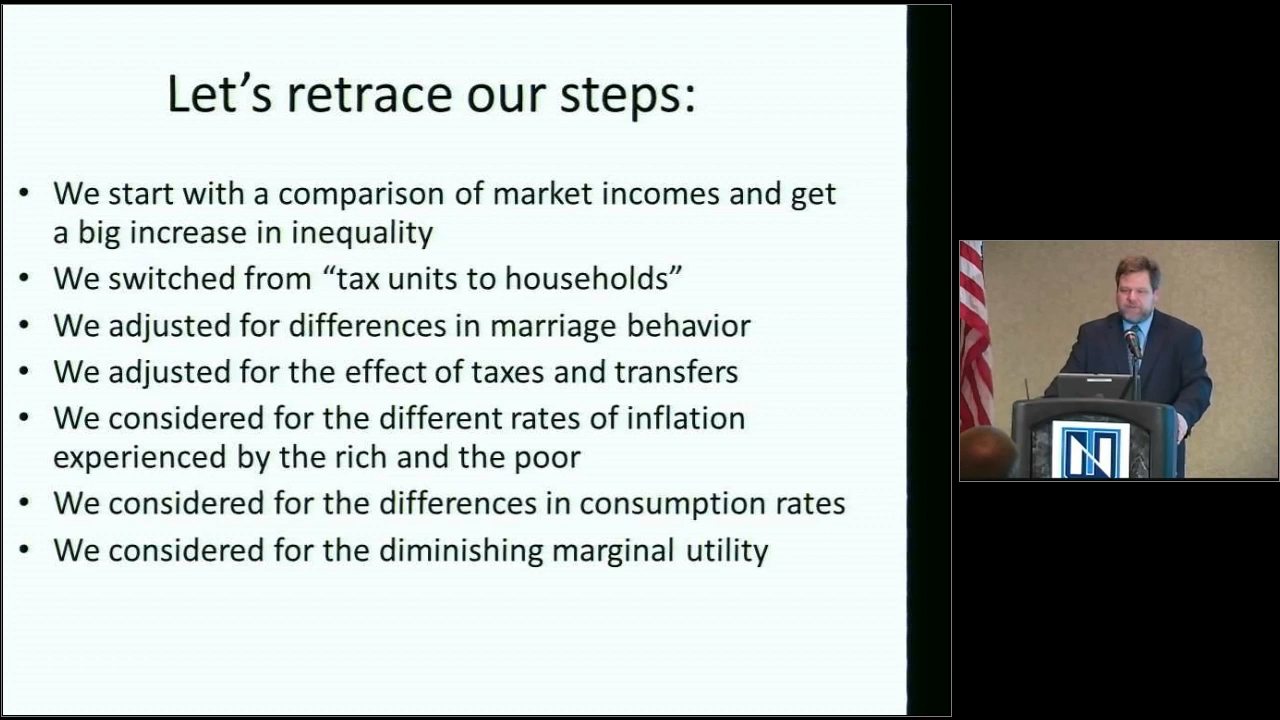 Let’s retrace our steps:
• We start with a comparison of market incomes and get
a big increase in inequality
• We switched from “tax units to households”
• We adjusted for differences in marriage behavior
• We adjusted for the effect of taxes and transfers
• We considered for the different rates of inflation
experienced by the rich and the poor
• We considered for the differences in consumption rates
• We considered for the diminishing marginal utility